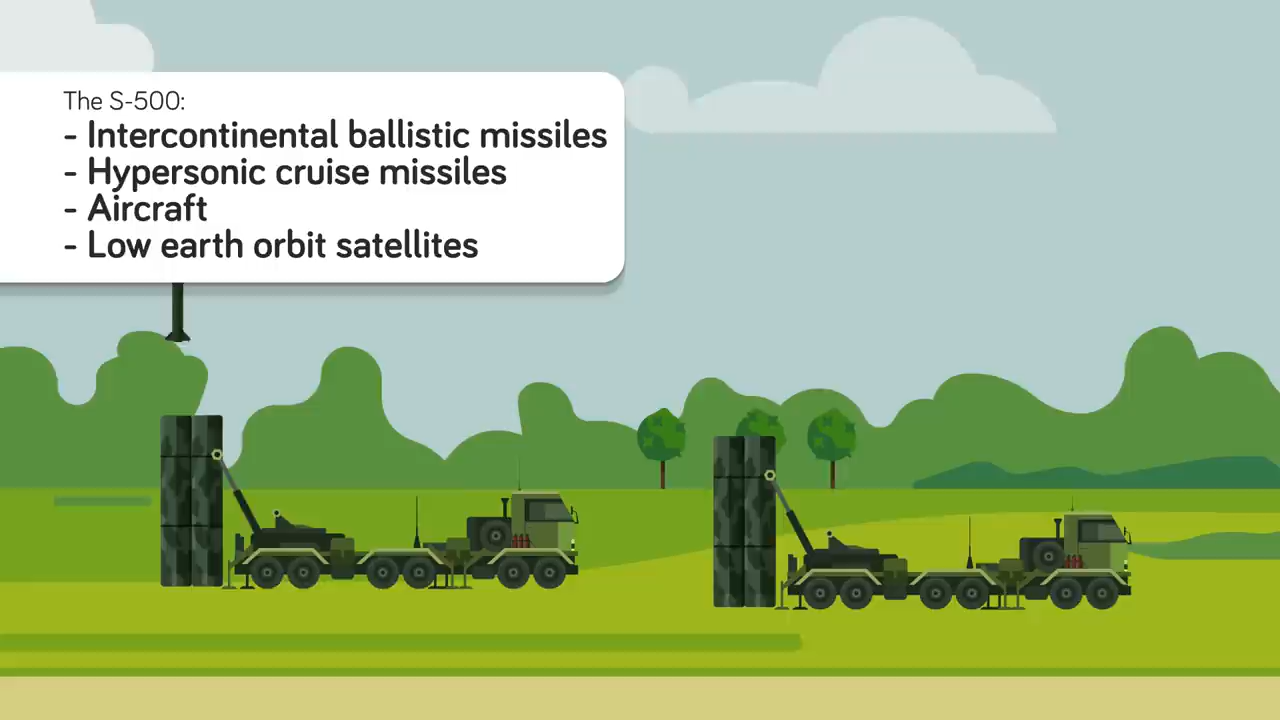 The S-500:
- Intercontinental ballistic missiles
- Hypersonic cruise missiles
- Aircraft
- Low earth orbit satellites